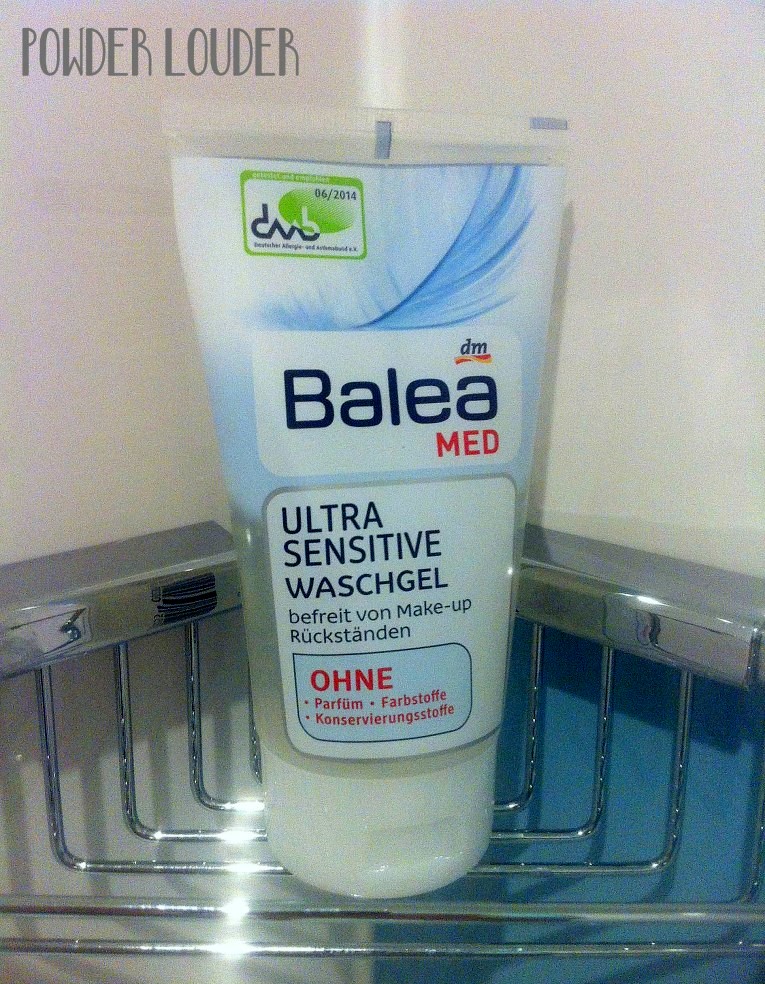 POWDER LOUDER
getestet und empfohlen
06/2014
daab
Deutscher Allergie- und Asthmabund e.V.
dm
Balea
MED
ULTRA
SENSITIVE
WASCHGEL
befreit von Make-up
Rückständen
OHNE
• Parfüm • Farbstoffe
• Konservierungsstoffe